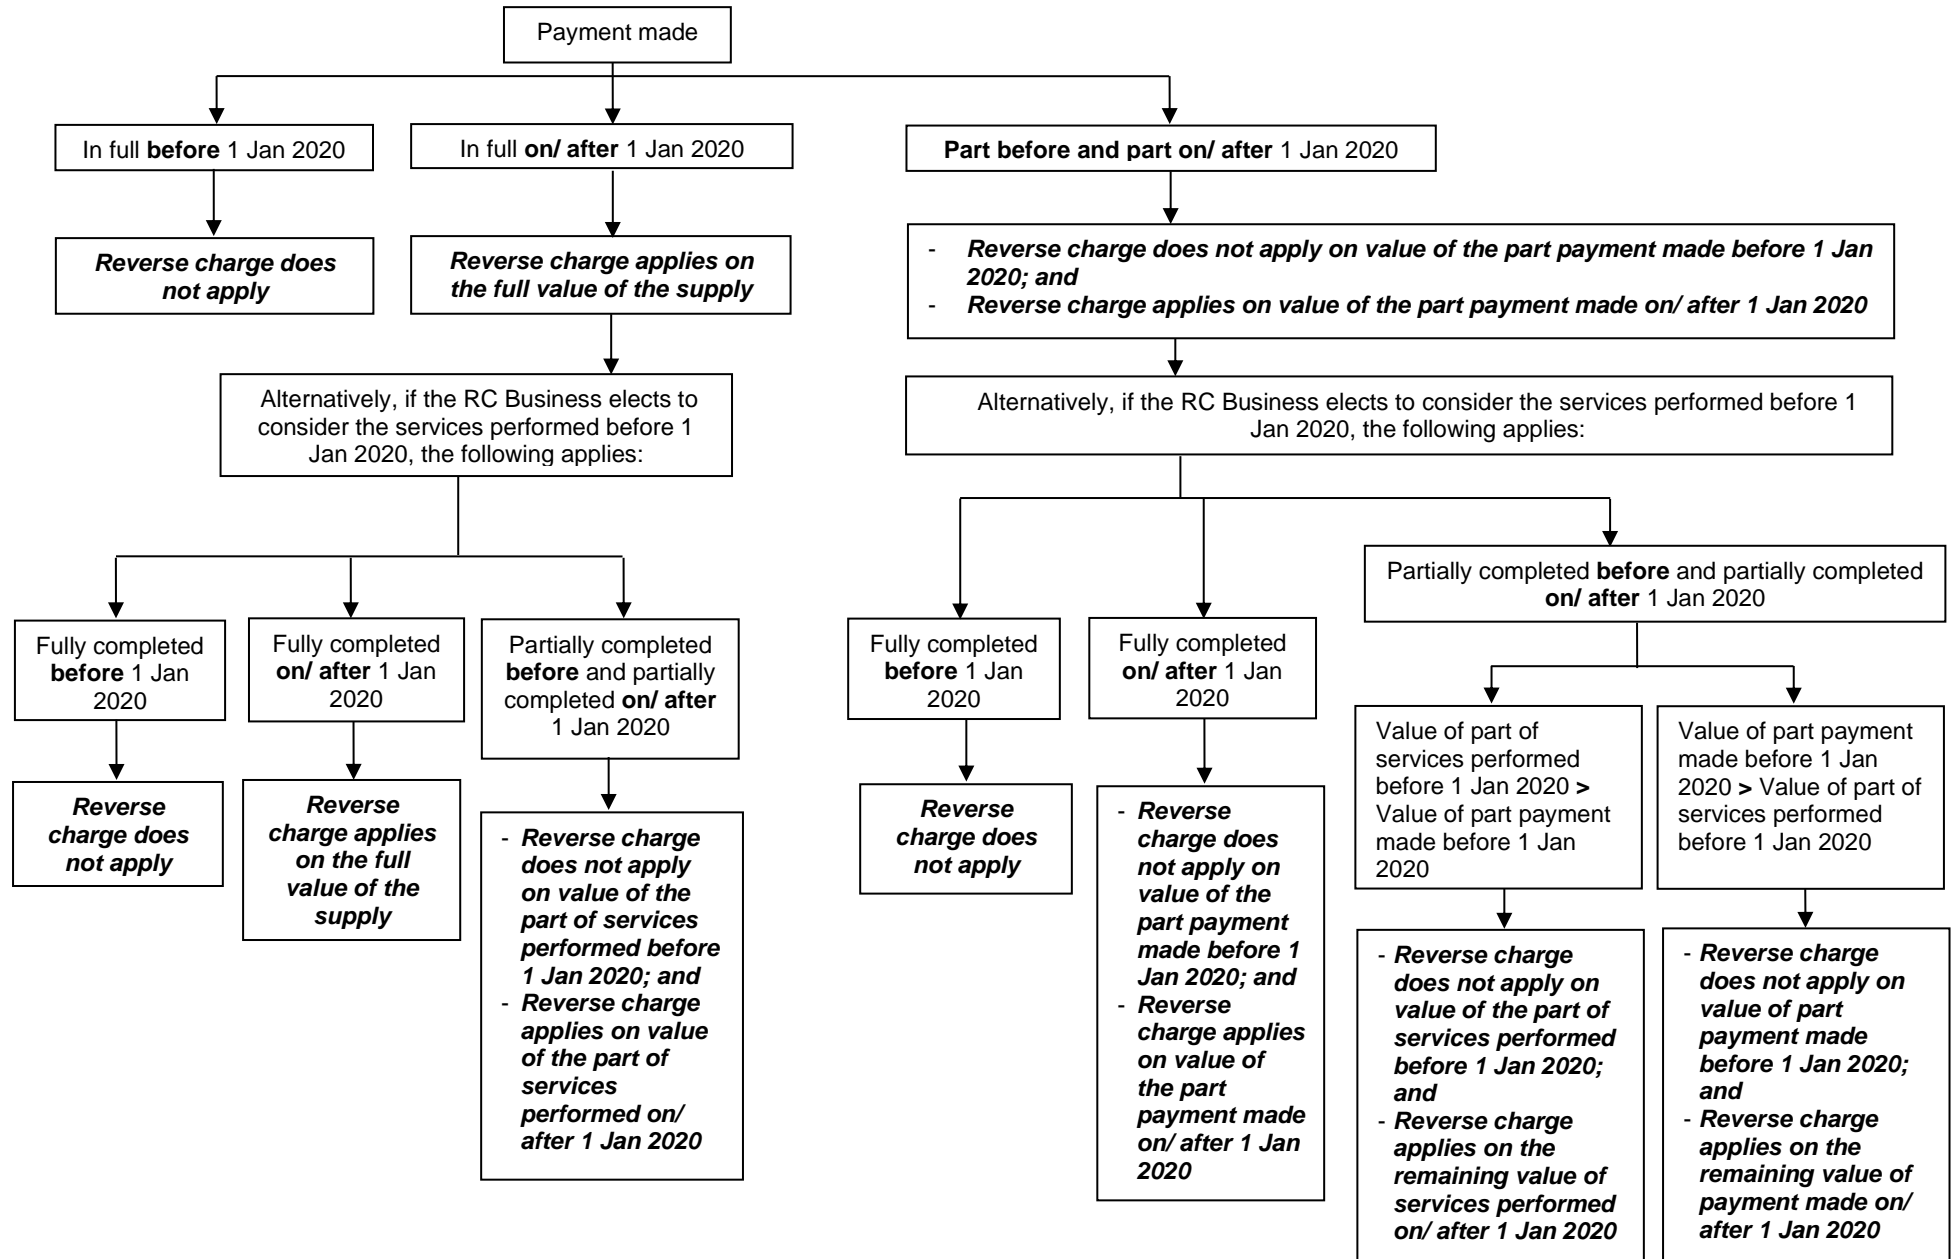 Payment made
In full before 1 Jan 2020
In full on/ after 1 Jan 2020
Part before and part on/ after 1 Jan 2020
Reverse charge does
not apply
Reverse charge applies on
the full value of the supply
- Reverse charge does not apply on value of the part payment made before 1 Jan
2020; and
- Reverse charge applies on value of the part payment made on/ after 1 Jan 2020
Alternatively, if the RC Business elects to
consider the services performed before 1
Jan 2020, the following applies:
Alternatively, if the RC Business elects to consider the services performed before 1
Jan 2020, the following applies:
Fully completed
before 1 Jan
2020
Fully completed
on/ after 1 Jan
2020
Partially completed
before and partially
completed on/ after
1 Jan 2020
Reverse
charge does
not apply
Reverse
charge applies
on the full
value of the
supply
- Reverse charge
does not apply
on value of the
part of services
performed before
1 Jan 2020; and
- Reverse charge
applies on value
of the part of
services
performed on/
after 1 Jan 2020
Fully completed
before 1 Jan
2020
Fully completed
on/ after 1 Jan
2020
Partially completed before and partially completed
on/ after 1 Jan 2020
Reverse
charge does
not apply
- Reverse
charge does
not apply on
value of the
part payment
made before 1
Jan 2020; and
- Reverse
charge applies
on value of
the part
payment made
on/ after 1 Jan
2020
Value of part of
services performed
before 1 Jan 2020 >
Value of part payment
made before 1 Jan
2020
Value of part payment
made before 1 Jan
2020 > Value of part of
services performed
before 1 Jan 2020
- Reverse charge
does not apply on
value of the part of
services performed
before 1 Jan 2020;
and
- Reverse charge
applies on the
remaining value of
services performed
on/ after 1 Jan 2020
- Reverse charge
does not apply on
value of part
payment made
before 1 Jan 2020;
and
- Reverse charge
applies on the
remaining value of
payment made on/
after 1 Jan 2020